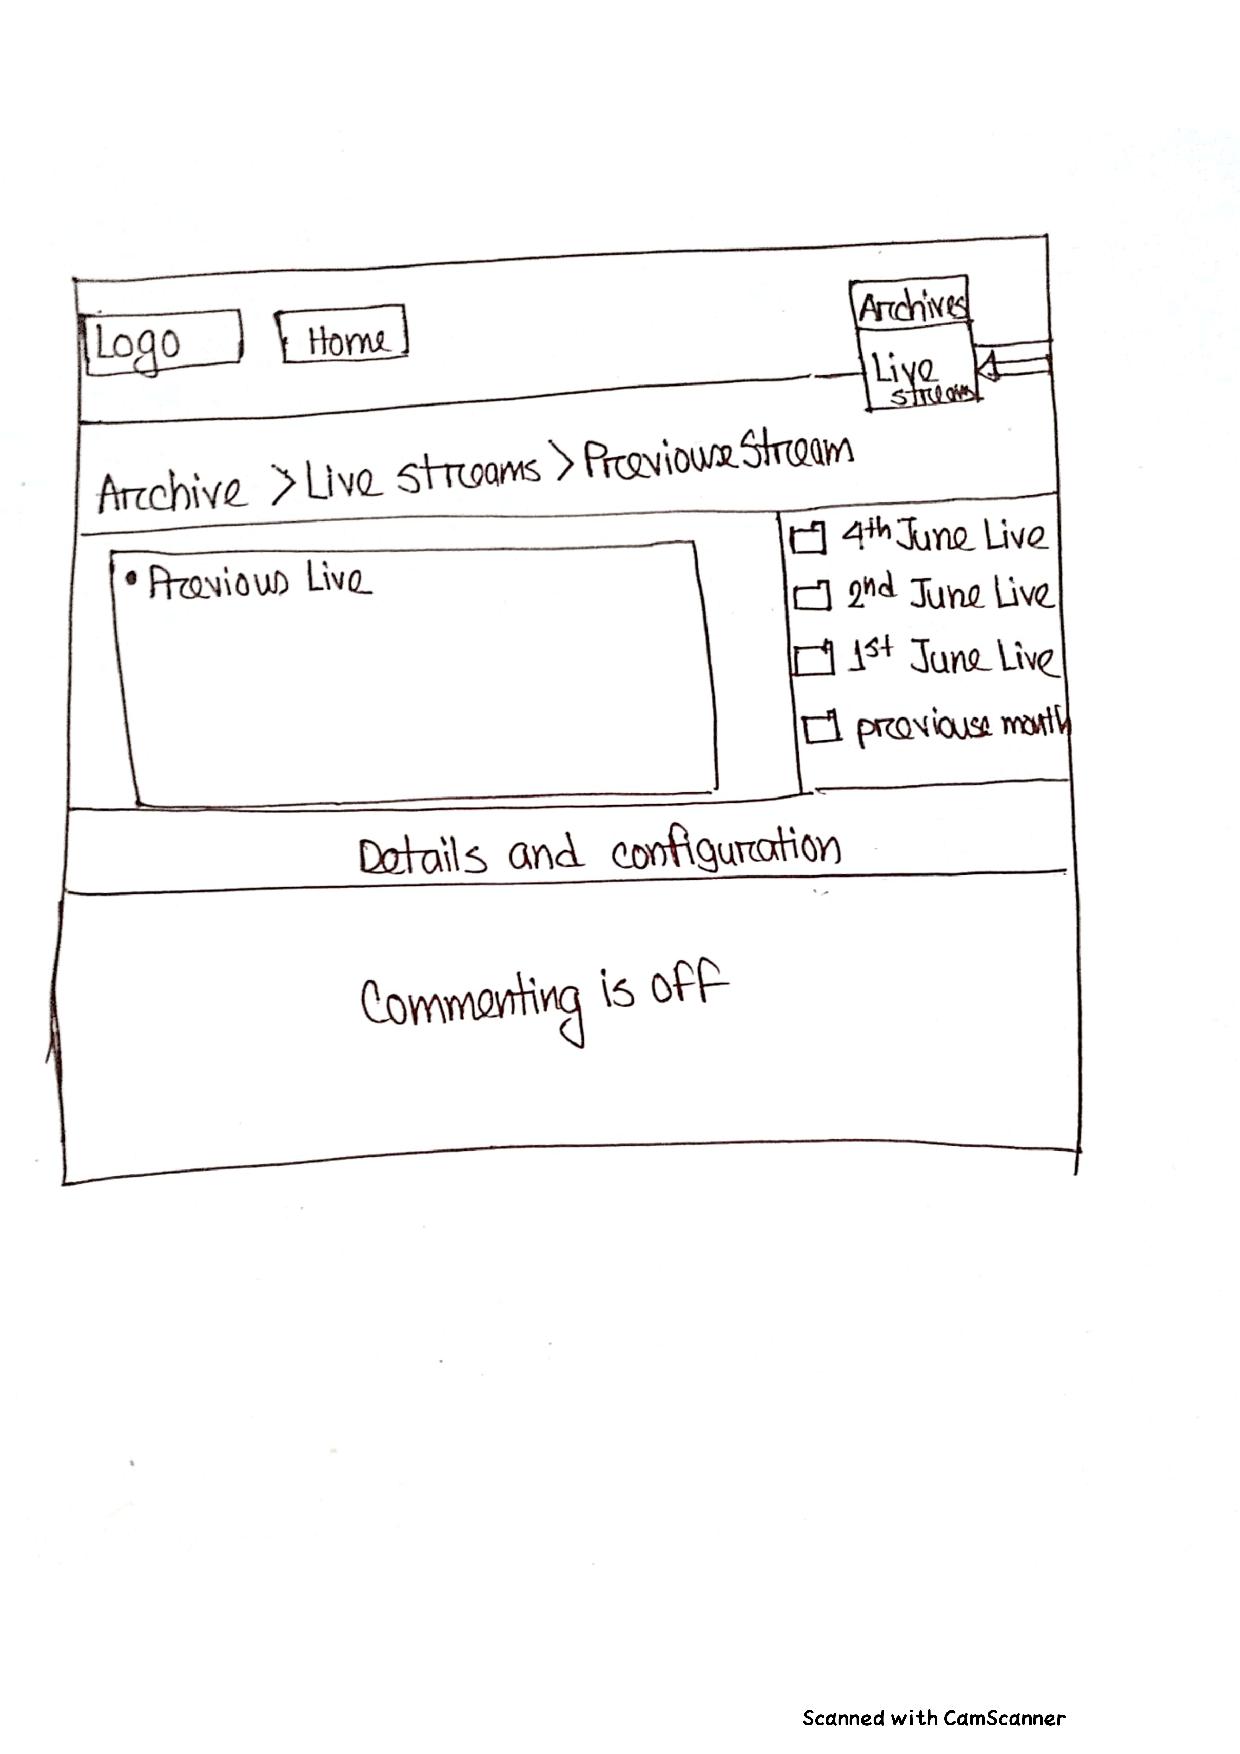 Logo
Home
Archives
Live
stream
Archive > Live streams > Previouse Stream
• Previous Live
4th June Live
2nd June Live
1st June Live
previouse month
Details and configuration
Commenting is off
Scanned with CamScanner